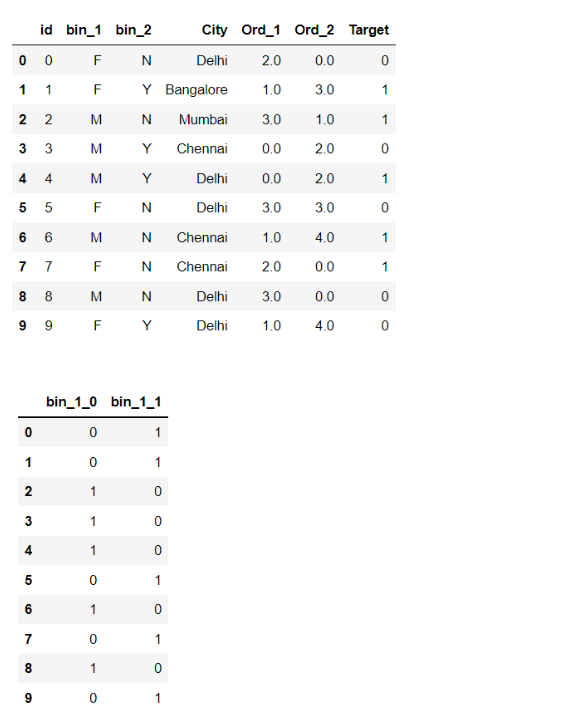 id bin_1 bin_2 City Ord_1 Ord_2 Target
0 0 F N Delhi 2.0 0.0 0
1 1 F Y Bangalore 1.0 3.0 1
2 2 M N Mumbai 3.0 1.0 1
3 3 M Y Chennai 0.0 2.0 0
4 4 M Y Delhi 0.0 2.0 1
5 5 F N Delhi 3.0 3.0 0
6 6 M N Chennai 1.0 4.0 1
7 7 F N Chennai 2.0 0.0 1
8 8 M N Delhi 3.0 0.0 0
9 9 F Y Delhi 1.0 4.0 0
bin_1_0 bin_1_1
0 0 1
1 0 1
2 1 0
3 1 0
4 1 0
5 0 1
6 1 0
7 0 1
8 1 0
9 0 1